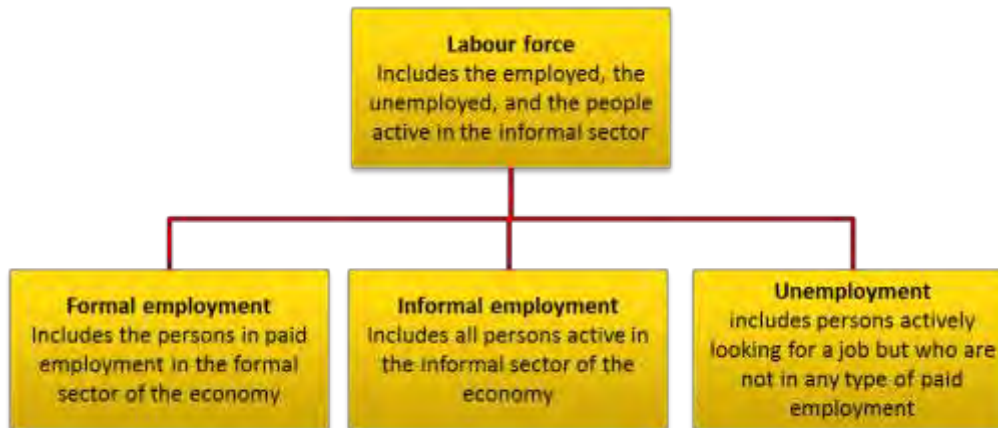 Labour force
Includes the employed, the
unemployed, and the people
active in the informal sector
Formal employment
Includes the persons in paid
employment in the formal
sector of the economy
Informal employment
Includes all persons active in
the informal sector of the
economy
Unemployment
includes persons actively
looking for a job but who are
not in any type of paid
employment